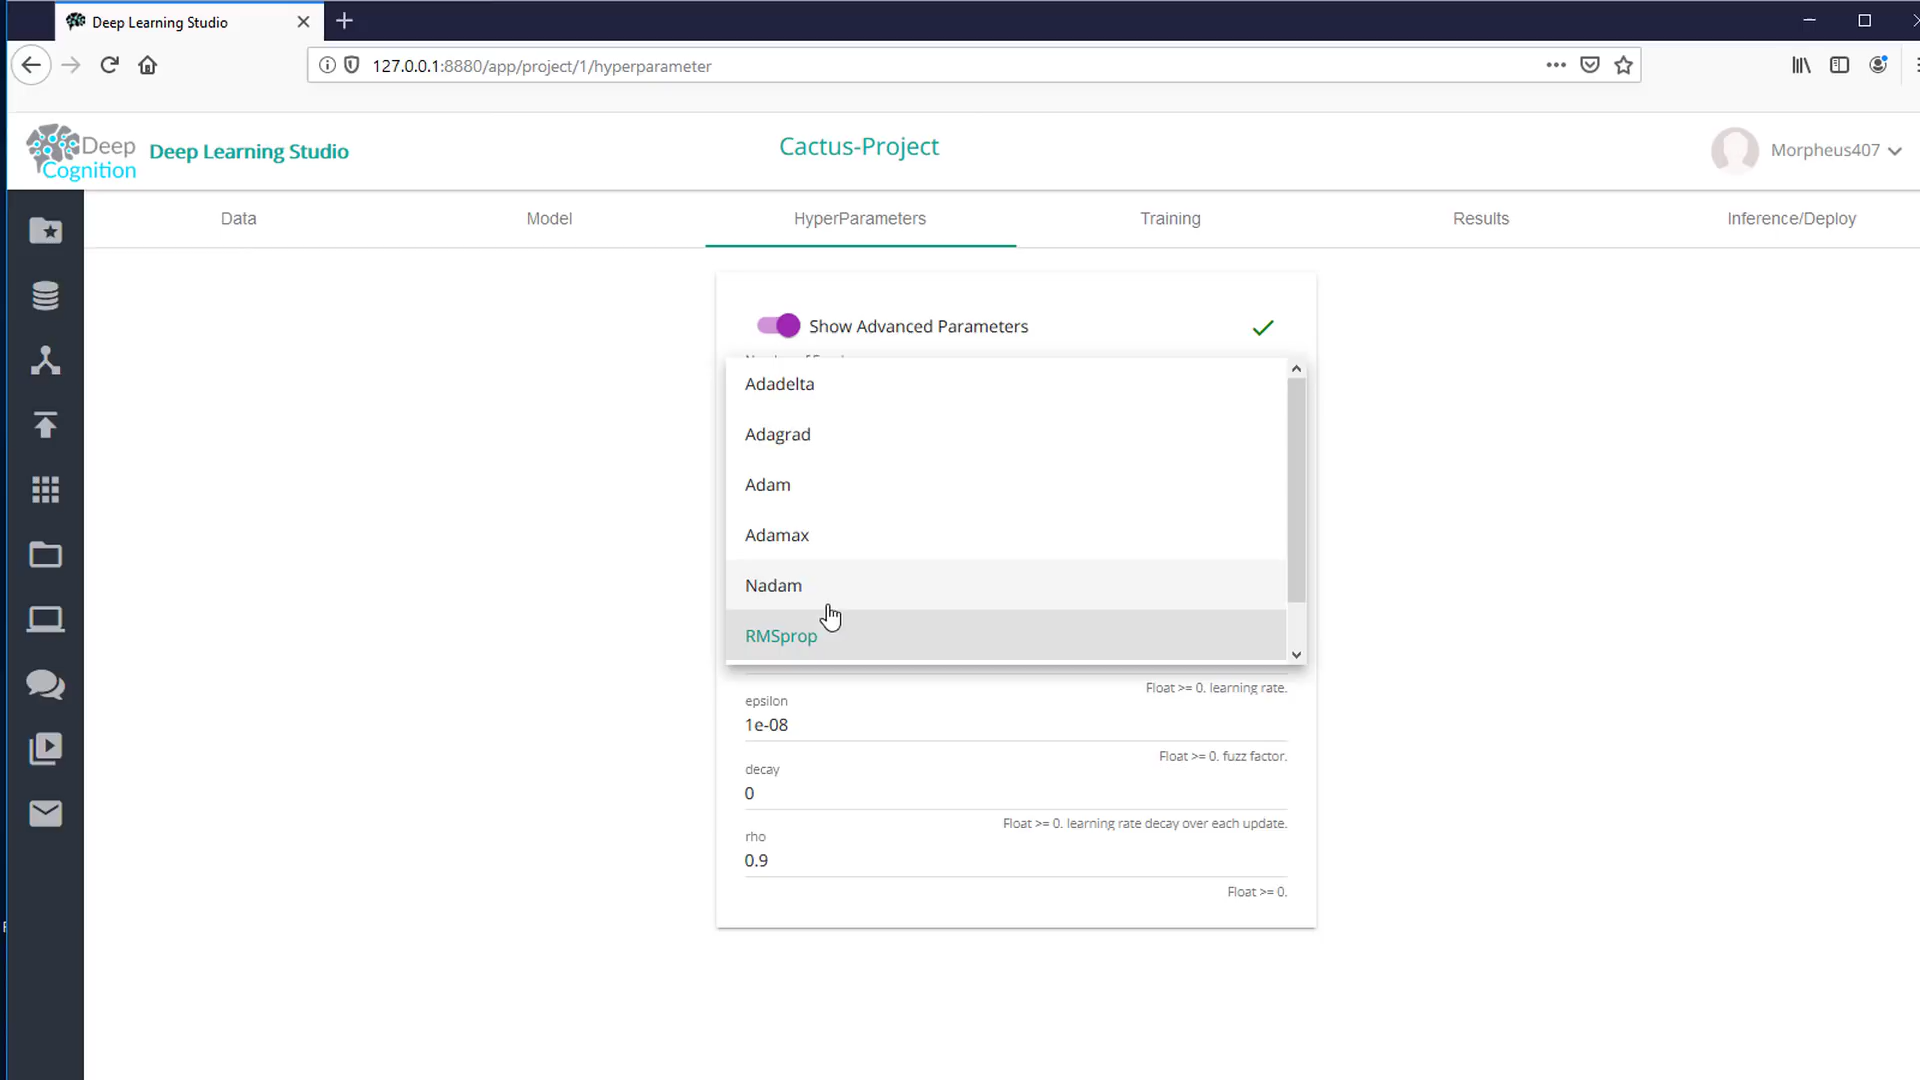 Deep Learning Studio
127.0.0.1:8880/app/project/1/hyperparameter
Deep
Cognition
Deep Learning Studio
Cactus-Project
Morpheus407
Data
Model
HyperParameters
Training
Results
Inference/Deploy
Show Advanced Parameters
Adadelta
Adagrad
Adam
Adamax
Nadam
RMSprop
Float >= 0. learning rate.
epsilon
1e-08
Float >= 0. fuzz factor.
decay
0
Float >= 0. learning rate decay over each update.
rho
0.9
Float >= 0.